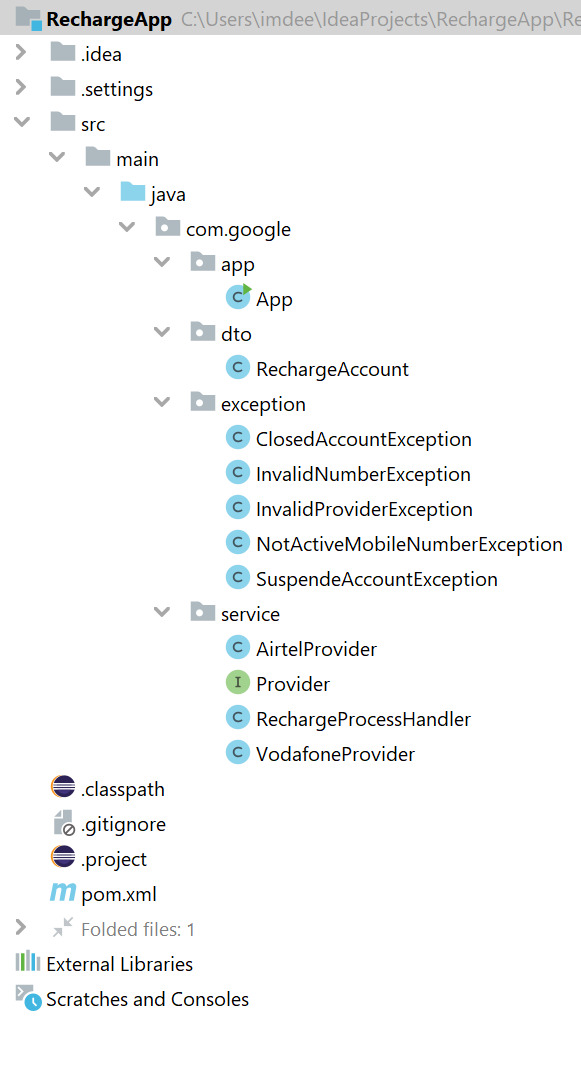 RechargeApp C:\Users\imdee\IdeaProjects\RechargeApp\Re
.idea
.settings
src
main
java
com.google
app
C App
dto
C RechargeAccount
exception
C ClosedAccountException
C InvalidNumberException
C InvalidProviderException
C NotActiveMobileNumberException
C SuspendeAccountException
service
C AirtelProvider
I Provider
C RechargeProcessHandler
C VodafoneProvider
.classpath
.gitignore
.project
m pom.xml
Folded files: 1
External Libraries
Scratches and Consoles